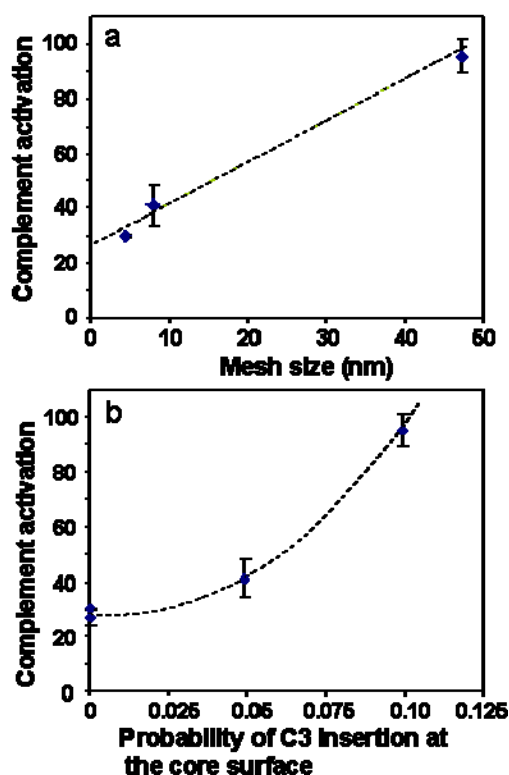 a
Complement activation
100
80
60
40
20
0
0 10 20 30 40 50
Mesh size (nm)
b
Complement activation
100
80
60
40
20
0
0 0.025 0.05 0.075 0.10 0.125
Probability of C3 insertion at
the core surface